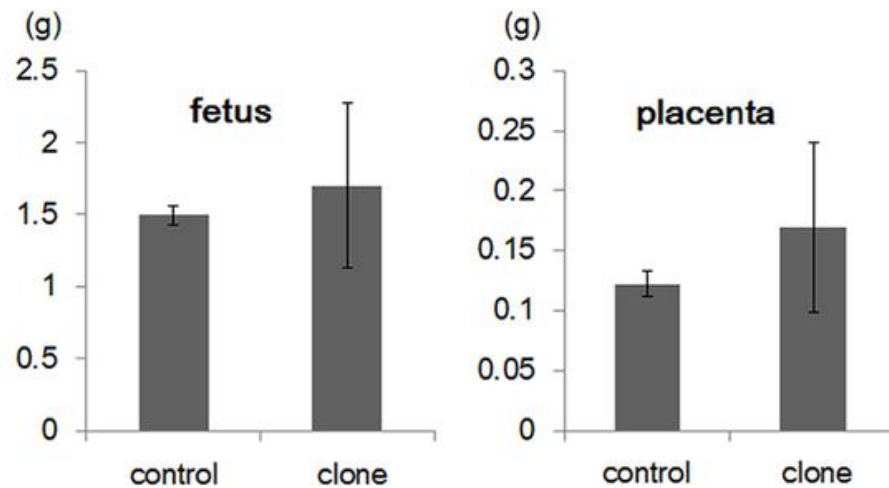 (g)
2.5
2
1.5
1
0.5
0
fetus
control clone
(g)
0.3
0.25
0.2
0.15
0.1
0.05
0
placenta
control clone